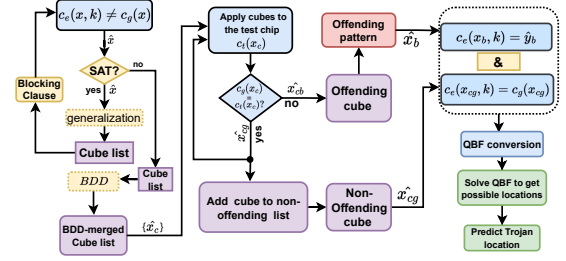 c_e(x, k) ≠ c_g(x)
x̂
SAT?
no
yes
x̂
Blocking
Clause
generalization
Cube list
BDD
Cube
list
BDD-merged
Cube list
{x̂_c}
Apply cubes to
the test chip
c_t(x_c)
c_g(x_c)
=
c_t(x_c)?
x̂_cb
no
x̂_cg
yes
Offending
pattern
x̂_b
Offending
cube
Add cube to non-
offending list
Non-
Offending
cube
x̂_cg
c_e(x_b, k) = ŷ_b
&
c_e(x_cg, k) = c_g(x_cg)
QBF conversion
Solve QBF to get
possible locations
Predict Trojan
location